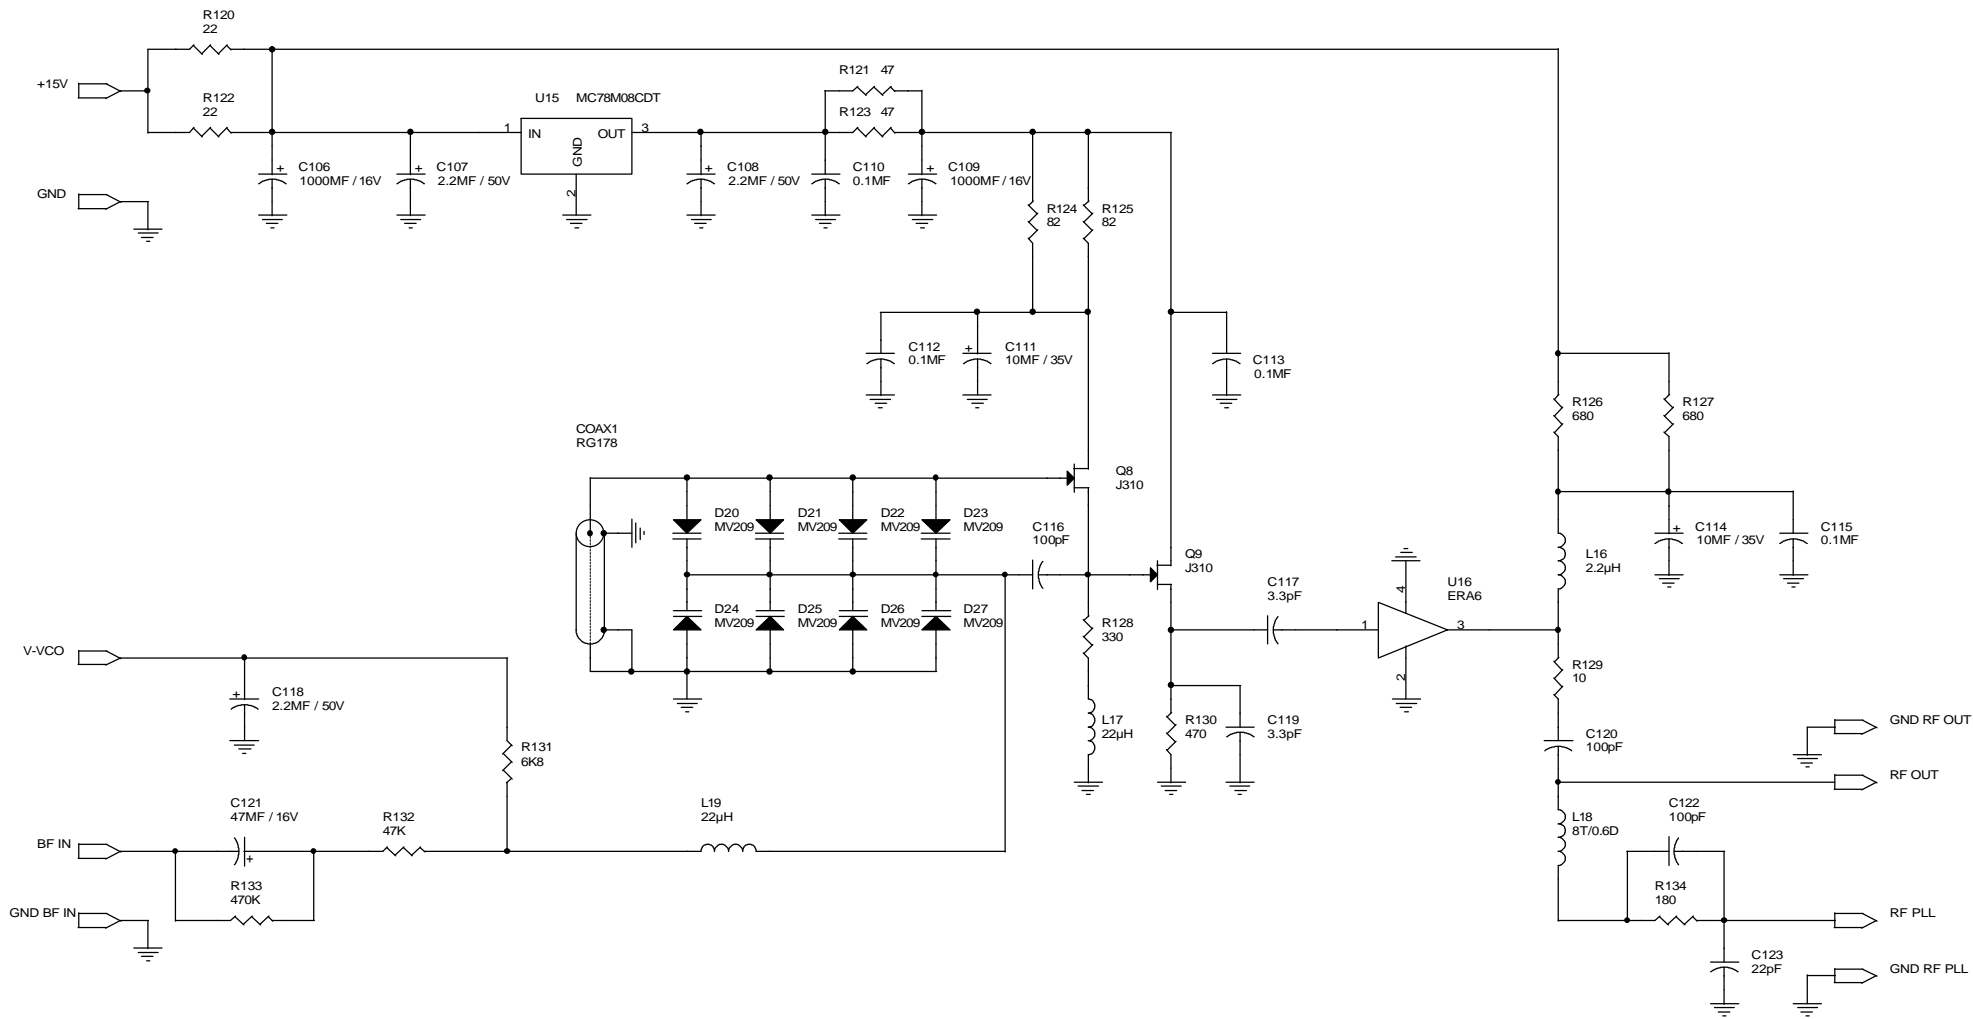 R120
22
+15V
R122
22
GND
U15 MC78M08CDT
1
IN
OUT
3
GND
2
R121 47
R123 47
C106
1000MF / 16V
C107
2.2MF / 50V
C108
2.2MF / 50V
C110
0.1MF
C109
1000MF / 16V
R124
82
R125
82
C112
0.1MF
C111
10MF / 35V
C113
0.1MF
R126
680
R127
680
COAX1
RG178
Q8
J310
D20
MV209
D21
MV209
D22
MV209
D23
MV209
C116
100pF
Q9
J310
C114
10MF / 35V
C115
0.1MF
L16
2.2µH
C117
3.3pF
U16
ERA6
4
1
3
2
D24
MV209
D25
MV209
D26
MV209
D27
MV209
R128
330
V-VCO
R129
10
C118
2.2MF / 50V
L17
22µH
R130
470
C119
3.3pF
GND RF OUT
C120
100pF
R131
6K8
RF OUT
C121
47MF / 16V
R132
47K
L19
22µH
L18
8T/0.6D
C122
100pF
BF IN
R133
470K
R134
180
GND BF IN
RF PLL
C123
22pF
GND RF PLL